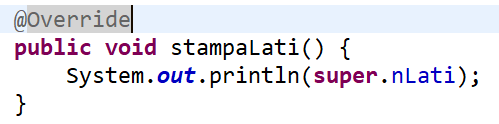 @Override
public void stampaLati() {
    System.out.println(super.nLati);
}